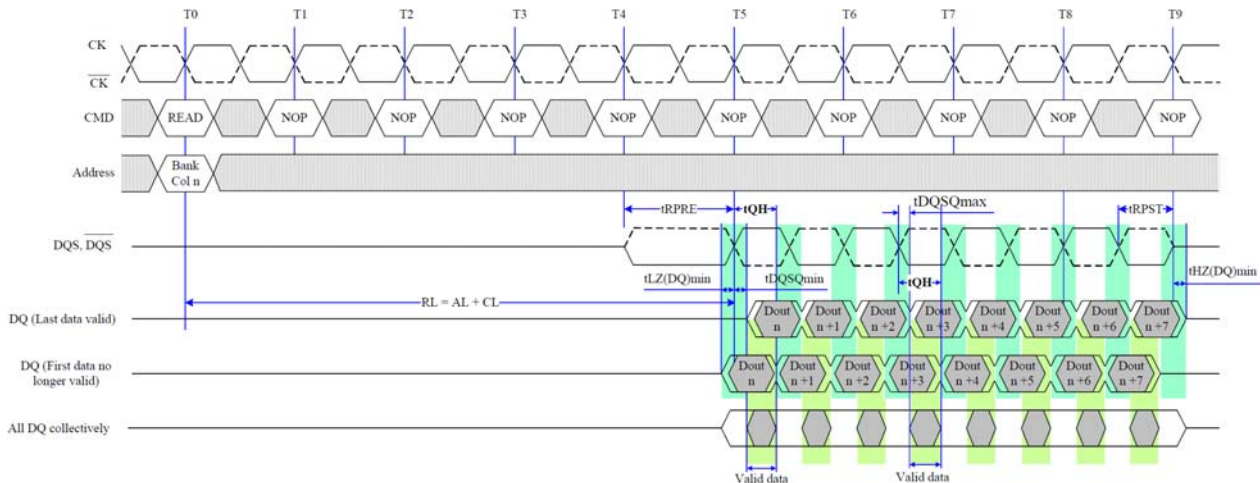 T0 T1 T2 T3 T4 T5 T6 T7 T8 T9
CK
CK
CMD READ NOP NOP NOP NOP NOP NOP NOP NOP NOP
Address Bank
Col n
tRPRE tQH tDQSQmax tRPST
DQS, DQS
tLZ(DQ)min tDQSQmin tQH tHZ(DQ)min
RL = AL + CL
DQ (Last data valid) Dout Dout Dout Dout Dout Dout Dout Dout
n n +1 n +2 n +3 n +4 n +5 n +6 n +7
DQ (First data no
longer valid)
Dout Dout Dout Dout Dout Dout Dout Dout
n n +1 n +2 n +3 n +4 n +5 n +6 n +7
All DQ collectively
Valid data Valid data